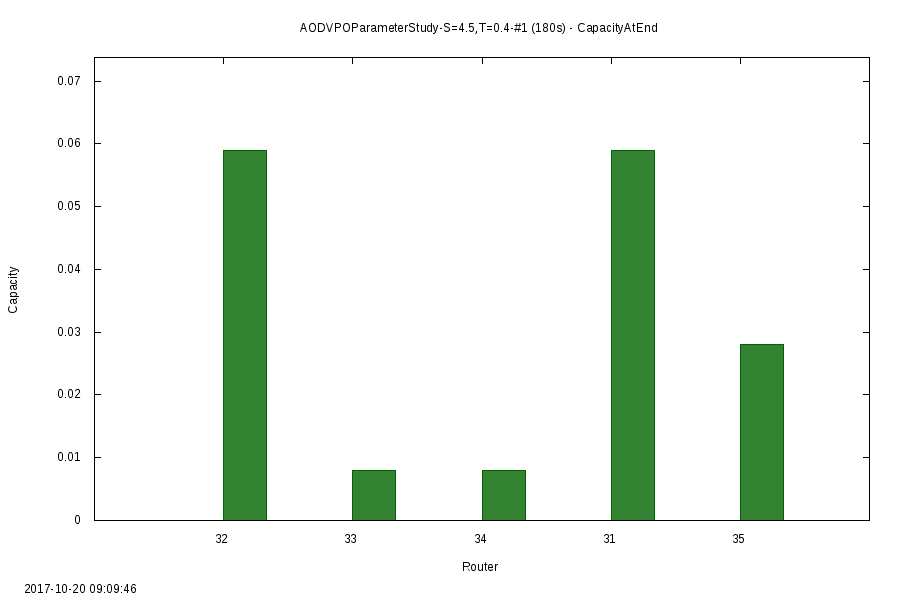 AODVPOParameterStudy-S=4.5,T=0.4-#1 (180s) - CapacityAtEnd
0.07
0.06
0.05
0.04
0.03
0.02
0.01
0
Capacity
32 33 34 31 35
Router
2017-10-20 09:09:46